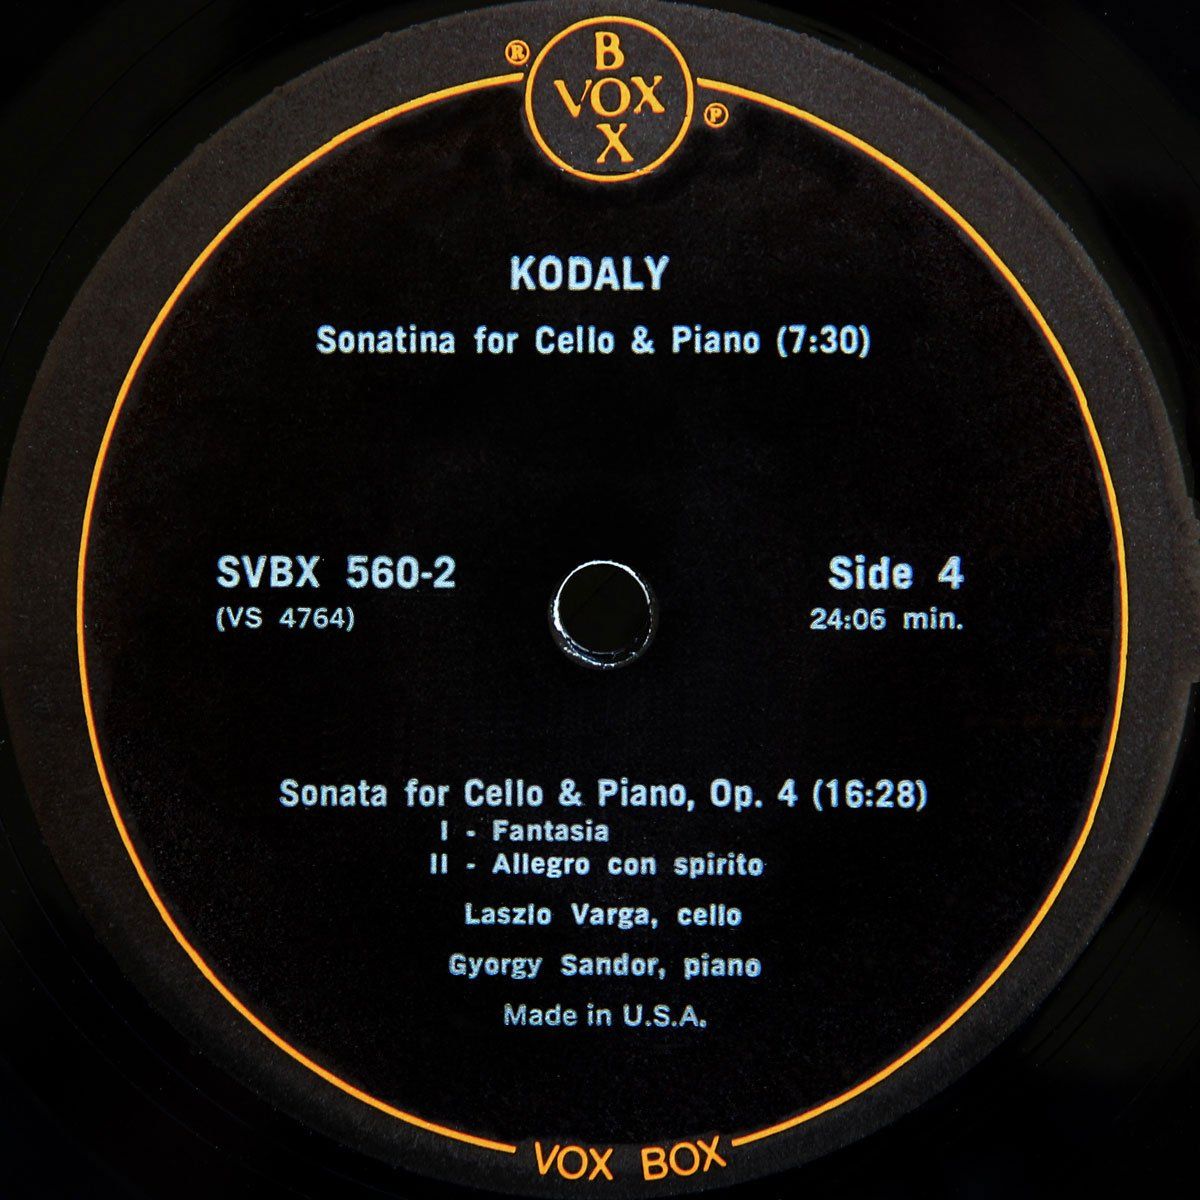 ®
B
VOX
X
℗
KODALY
Sonatina for Cello & Piano (7:30)
SVBX 560-2
(VS 4764)
Side 4
24:06 min.
Sonata for Cello & Piano, Op. 4 (16:28)
I - Fantasia
II - Allegro con spirito
Laszlo Varga, cello
Gyorgy Sandor, piano
Made in U.S.A.
VOX BOX